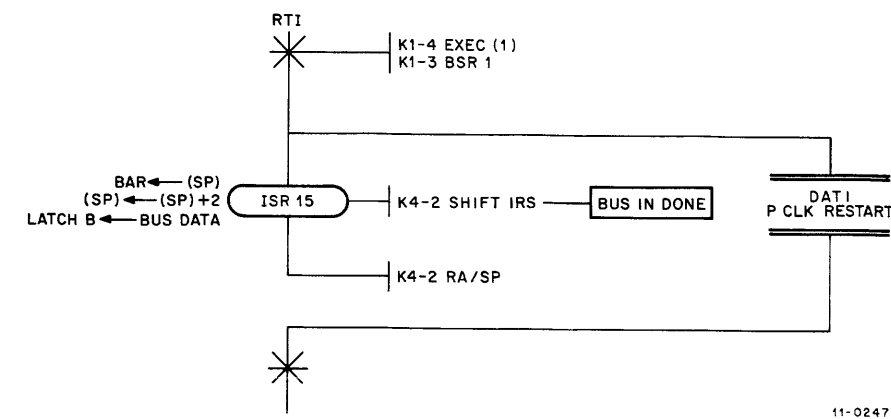 RTI
K1-4 EXEC (1)
K1-3 BSR 1
BAR ← (SP)
(SP) ← (SP)+2
LATCH B ← BUS DATA
ISR 15
K4-2 SHIFT IRS
BUS IN DONE
DATI
P CLK RESTART
K4-2 RA/SP
11-0247